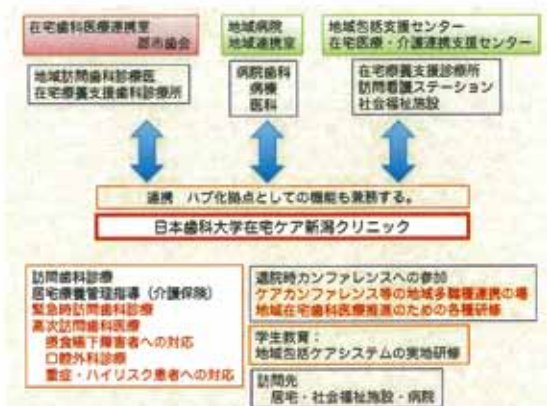 在宅歯科医療連携室
郡市歯会
地域訪問歯科診療医
在宅療養支援歯科診療所
地域病院
地域連携室
病院歯科
病療
医科
地域包括支援センター
在宅医療・介護連携支援センター
在宅療養支援診療所
訪問看護ステーション
社会福祉施設
連携 ハブ化拠点としての機能も兼務する。
日本歯科大学在宅ケア新潟クリニック
訪問歯科診療
居宅療養管理指導（介護保険）
緊急時訪問歯科診療
高次訪問歯科医療
摂食嚥下障害者への対応
口腔外科診療
重症・ハイリスク患者への対応
退院時カンファレンスへの参加
ケアカンファレンス等の地域多職種連携の場
地域在宅歯科医療推進のための各種研修
学生教育：
地域包括ケアシステムの実地研修
訪問先
居宅・社会福祉施設・病院